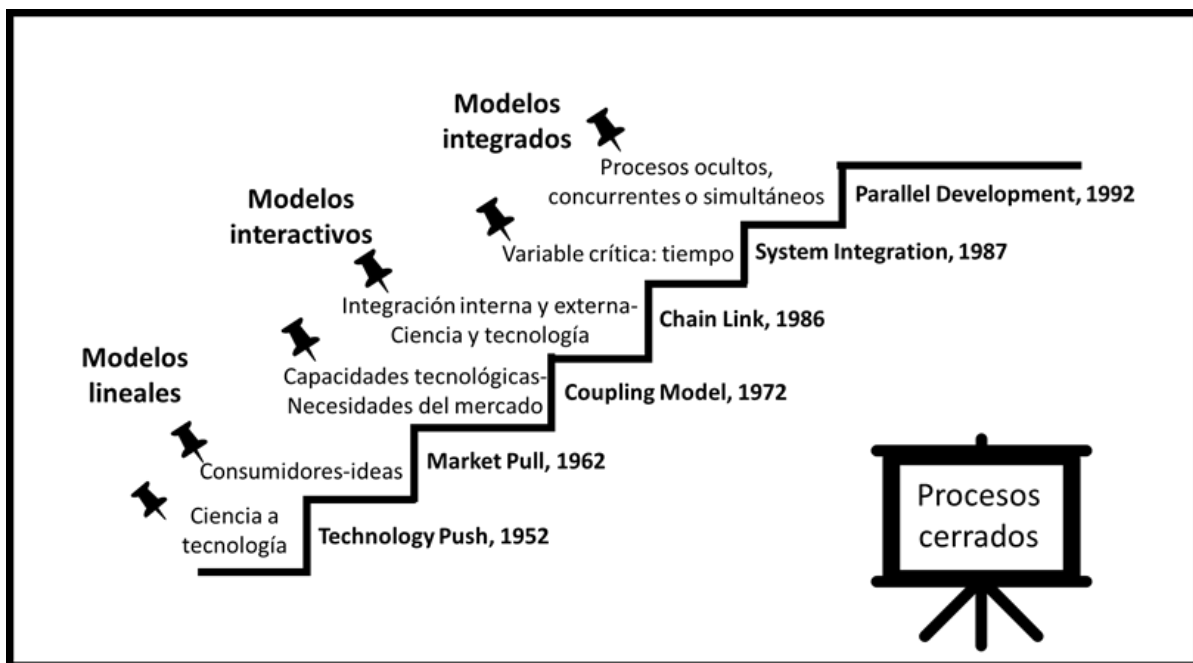 Modelos
integrados
Procesos ocultos,
concurrentes o simultáneos
Parallel Development, 1992
Modelos
interactivos
Variable crítica: tiempo
System Integration, 1987
Integración interna y externa-
Ciencia y tecnología
Chain Link, 1986
Modelos
lineales
Capacidades tecnológicas-
Necesidades del mercado
Coupling Model, 1972
Consumidores-ideas
Market Pull, 1962
Ciencia a
tecnología
Technology Push, 1952
Procesos
cerrados